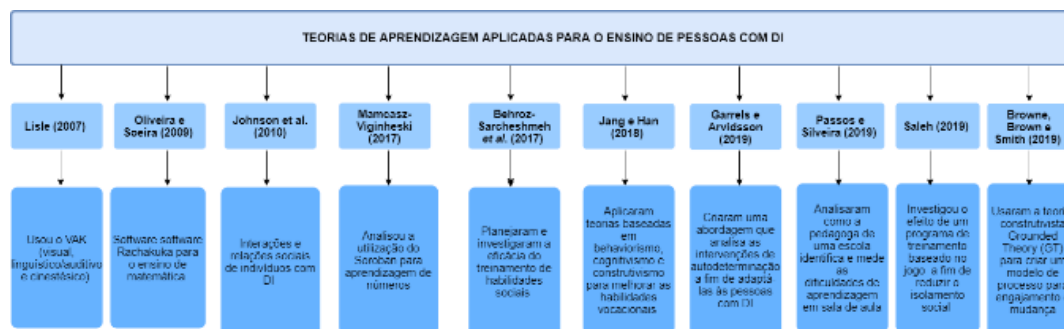 TEORIAS DE APRENDIZAGEM APLICADAS PARA O ENSINO DE PESSOAS COM DI
Lisle (2007)
Oliveira e
Soeira (2009)
Johnson et al.
(2010)
Mamcasz-
Viginheski
(2017)
Behroz-
Sarcheshmeh
et al. (2017)
Jang e Han
(2018)
Garrels e
Arvidsson
(2019)
Passos e
Silveira (2019)
Saleh (2019)
Browne,
Brown e
Smith (2019)
Usou o VAK
(visual,
linguístico/auditivo
e cinestésico)
Software software
Rachakuka para
o ensino de
matemática
Interações e
relações sociais
de indivíduos com
DI
Analisou a
utilização do
Soroban para
aprendizagem de
números
Planejaram e
investigaram a
eficácia do
treinamento de
habilidades
sociais
Aplicaram
teorias baseadas
em
behaviorismo,
cognitivismo e
construtivismo
para melhorar as
habilidades
vocacionais
Criaram uma
abordagem que
analisa as
intervenções de
autodeterminação
a fim de adaptá-
las às pessoas
com DI
Analisaram
como a
pedagoga de
uma escola
identifica e mede
as
dificuldades de
aprendizagem
em sala de aula
Investigou o
efeito de um
programa de
treinamento
baseado no
jogo a fim de
reduzir o
isolamento
social
Usaram a teoria
construtivista
Grounded
Theory (GT)
para criar um
modelo de
processo para
engajamento
mudança